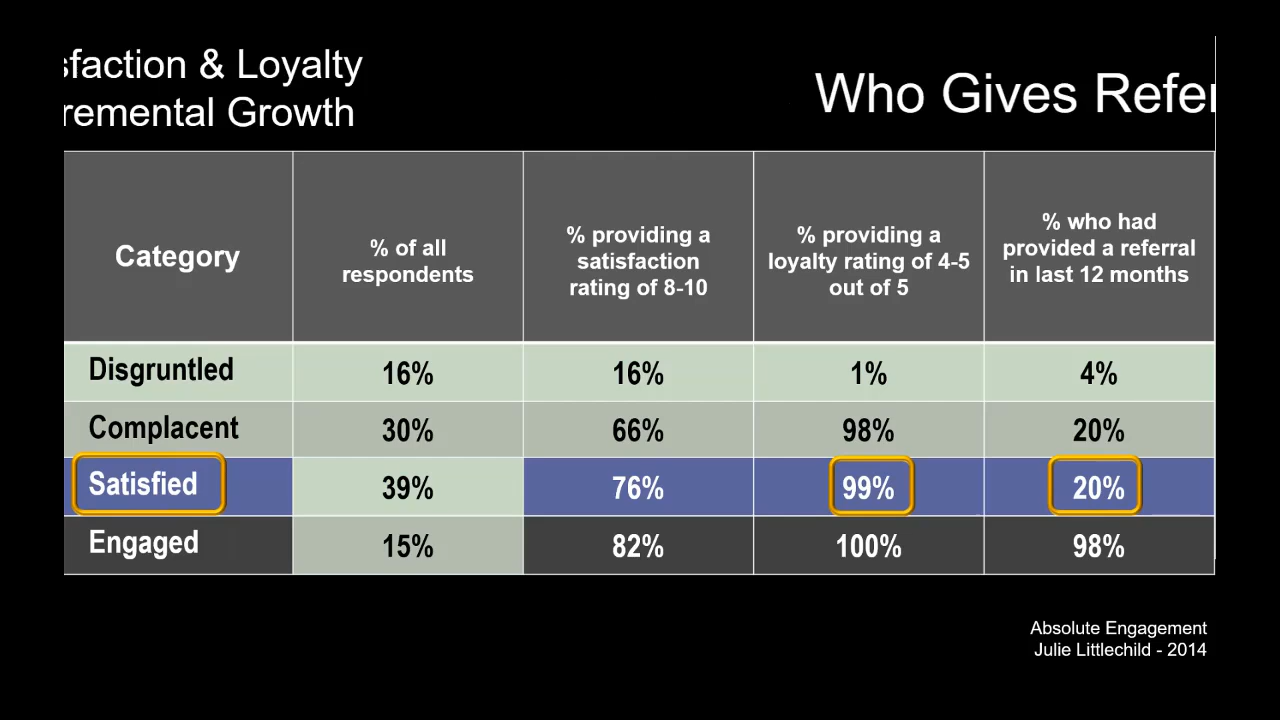 sfaction & Loyalty
remental Growth
Who Gives Refer
Category
% of all
respondents
% providing a
satisfaction
rating of 8-10
% providing a
loyalty rating of 4-5
out of 5
% who had
provided a referral
in last 12 months
Disgruntled 16% 16% 1% 4%
Complacent 30% 66% 98% 20%
Satisfied 39% 76% 99% 20%
Engaged 15% 82% 100% 98%
Absolute Engagement
Julie Littlechild - 2014